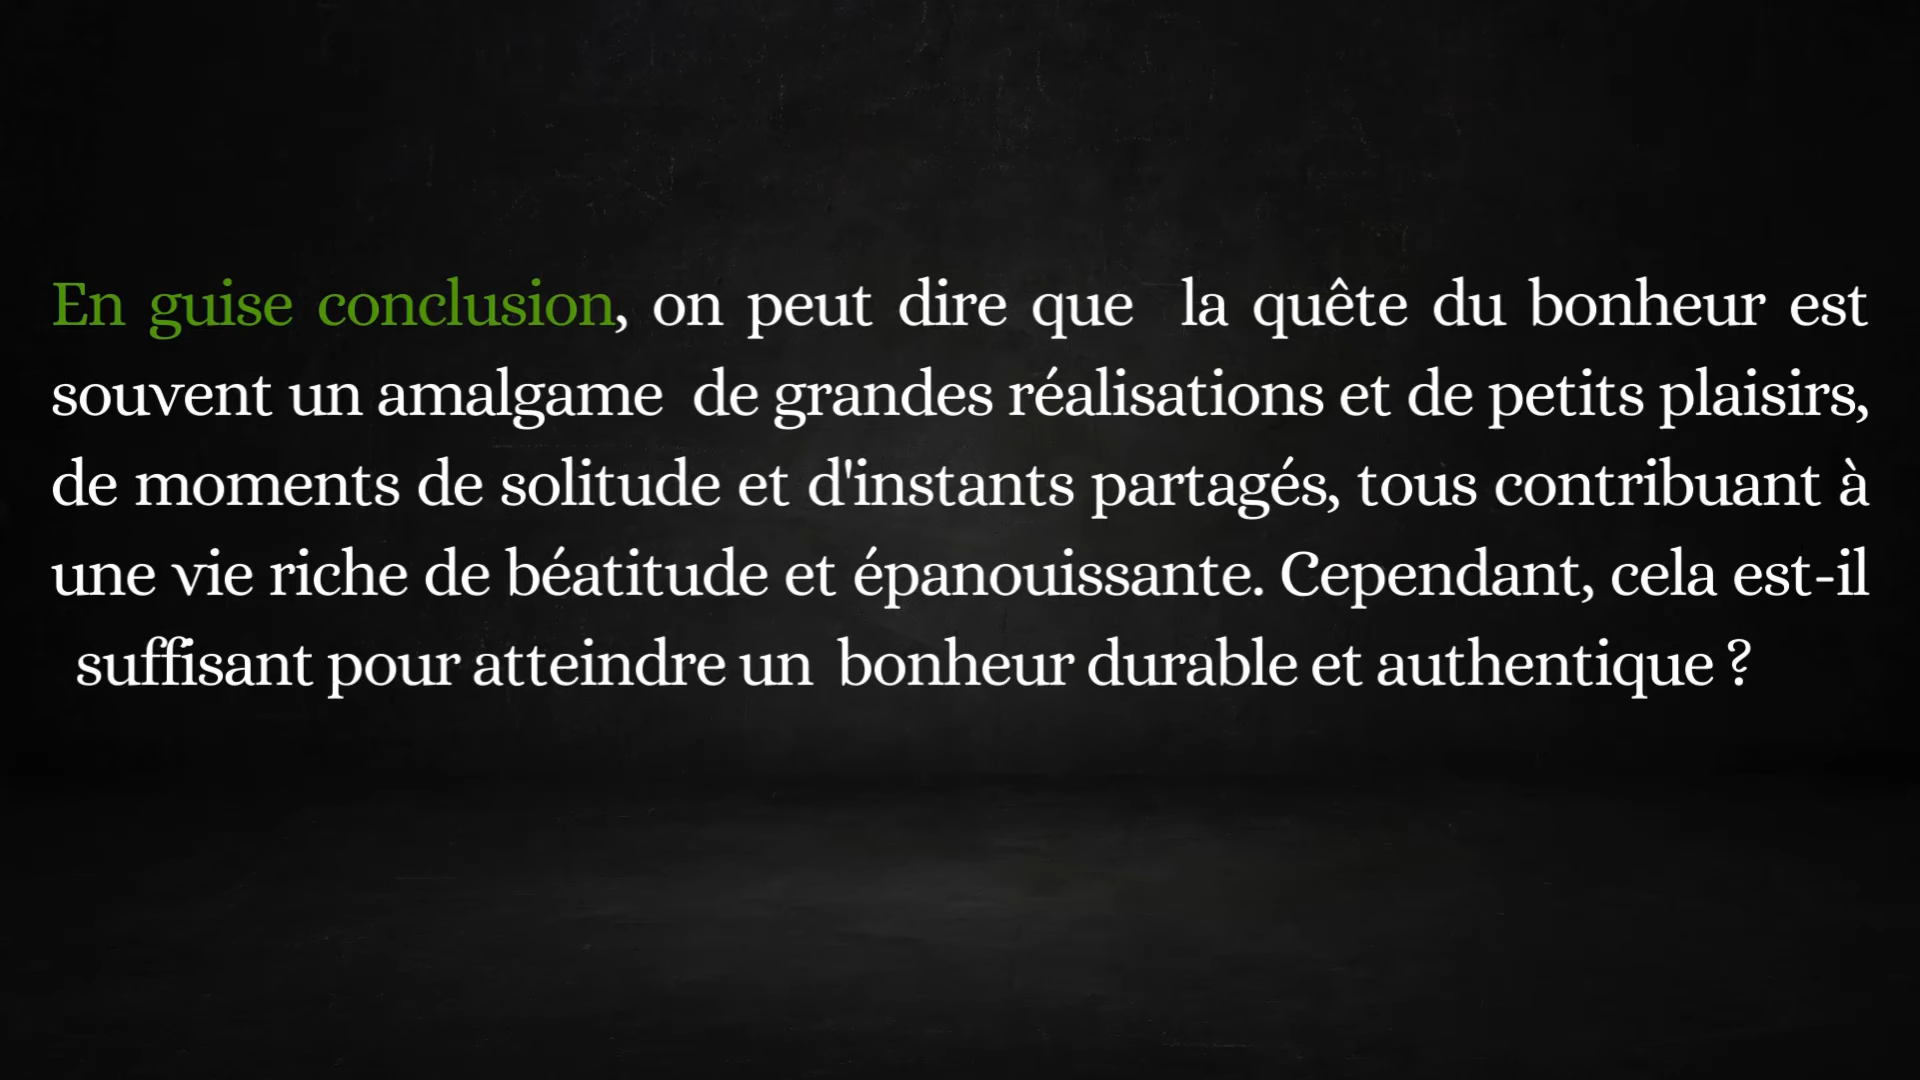 En guise conclusion, on peut dire que la quête du bonheur est
souvent un amalgame de grandes réalisations et de petits plaisirs,
de moments de solitude et d'instants partagés, tous contribuant à
une vie riche de béatitude et épanouissante. Cependant, cela est-il
suffisant pour atteindre un bonheur durable et authentique ?